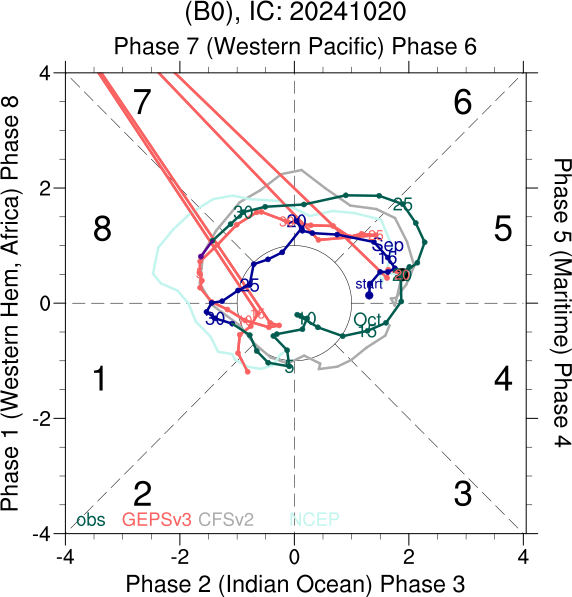 (B0), IC: 20241020
Phase 7 (Western Pacific) Phase 6
4
7
6
2
30
20
25
25
8
Sep
5
15
20
25
start
0
30
10
Oct
15
5
1
4
-2
2
3
obs GEPSv3 CFSv2 NCEP
-4
-4 -2 0 2 4
Phase 2 (Indian Ocean) Phase 3
Phase 1 (Western Hem, Africa) Phase 8
Phase 5 (Maritime) Phase 4